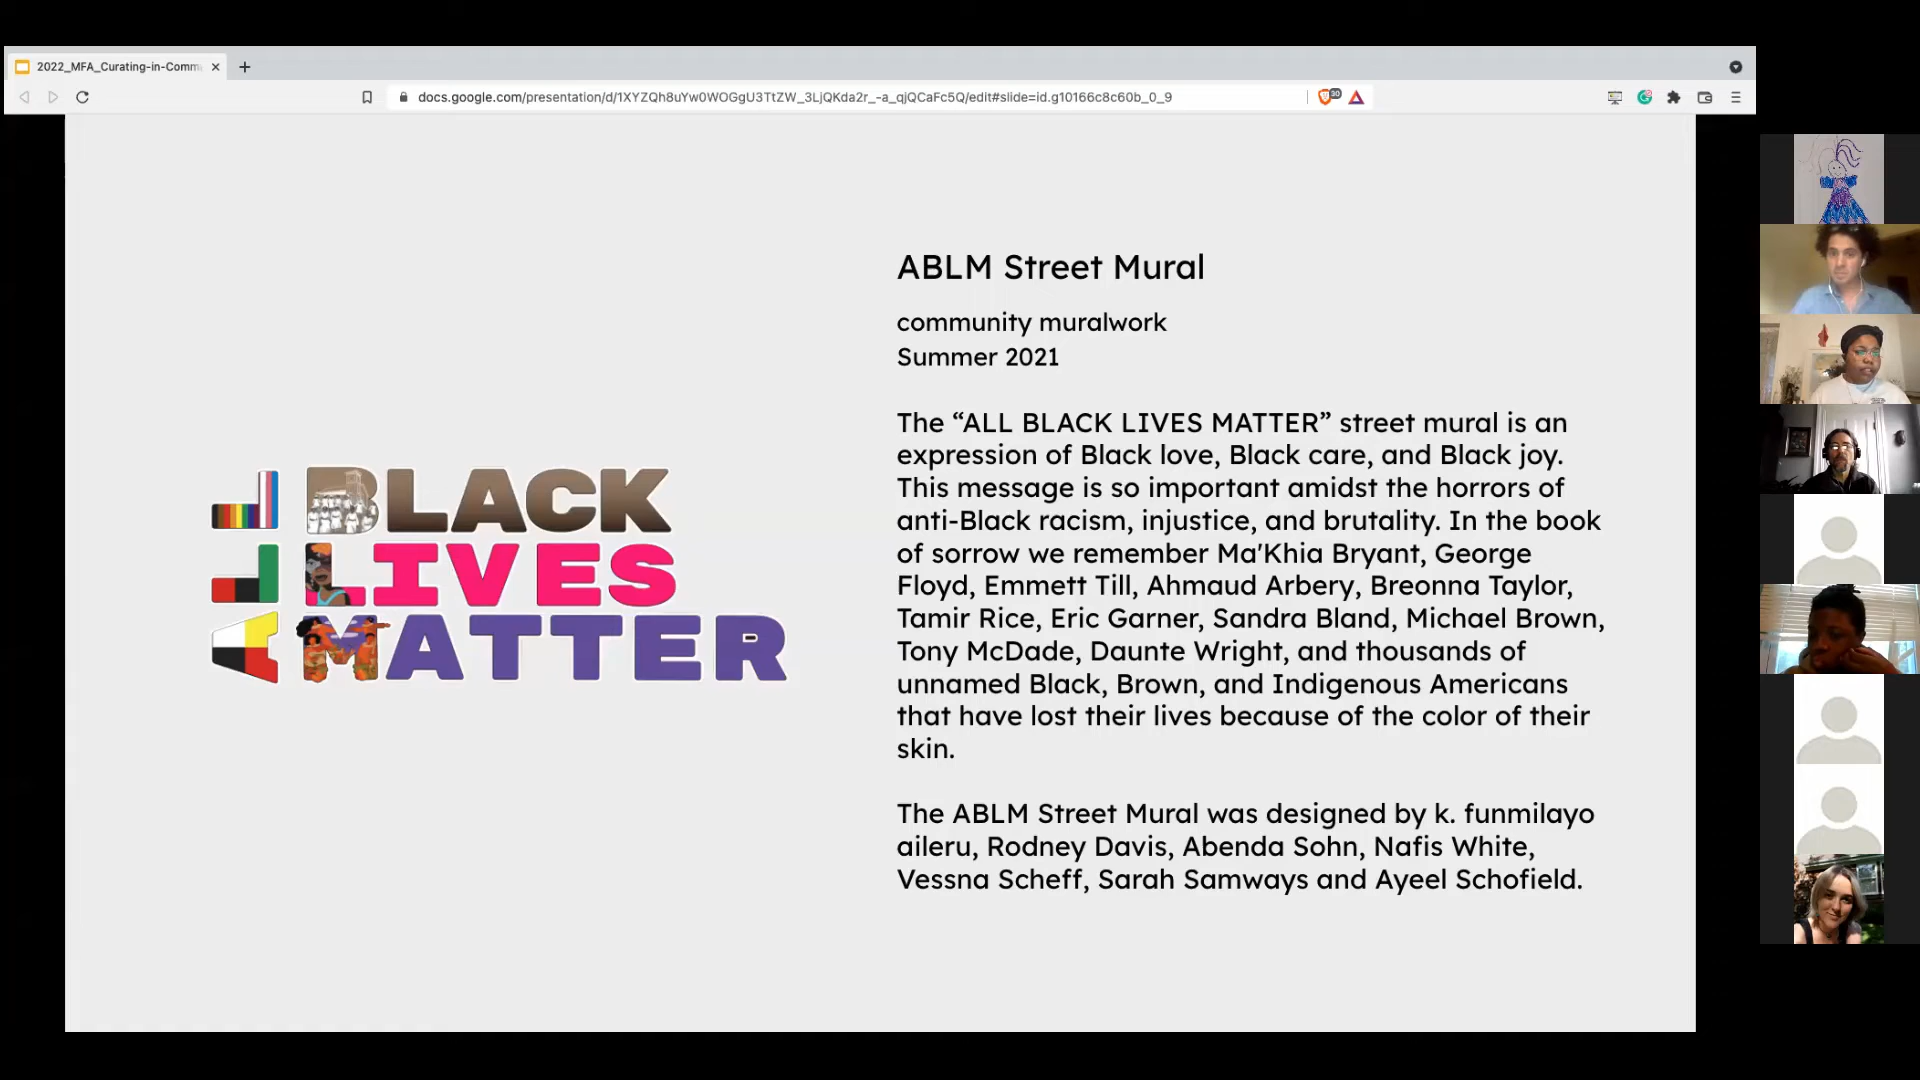 2022_MFA_Curating-in-Comm
docs.google.com/presentation/d/1XYZQh8uYw0WOGgU3TtZW_3LjQKda2r_-a_qjQCaFc5Q/edit#slide=id.g10166c8c60b_0_9
30
ALL
BLACK
LIVES
MATTER
ABLM Street Mural
community muralwork
Summer 2021
The “ALL BLACK LIVES MATTER” street mural is an
expression of Black love, Black care, and Black joy.
This message is so important amidst the horrors of
anti-Black racism, injustice, and brutality. In the book
of sorrow we remember Ma'Khia Bryant, George
Floyd, Emmett Till, Ahmaud Arbery, Breonna Taylor,
Tamir Rice, Eric Garner, Sandra Bland, Michael Brown,
Tony McDade, Daunte Wright, and thousands of
unnamed Black, Brown, and Indigenous Americans
that have lost their lives because of the color of their
skin.
The ABLM Street Mural was designed by k. funmilayo
aileru, Rodney Davis, Abenda Sohn, Nafis White,
Vessna Scheff, Sarah Samways and Ayeel Schofield.